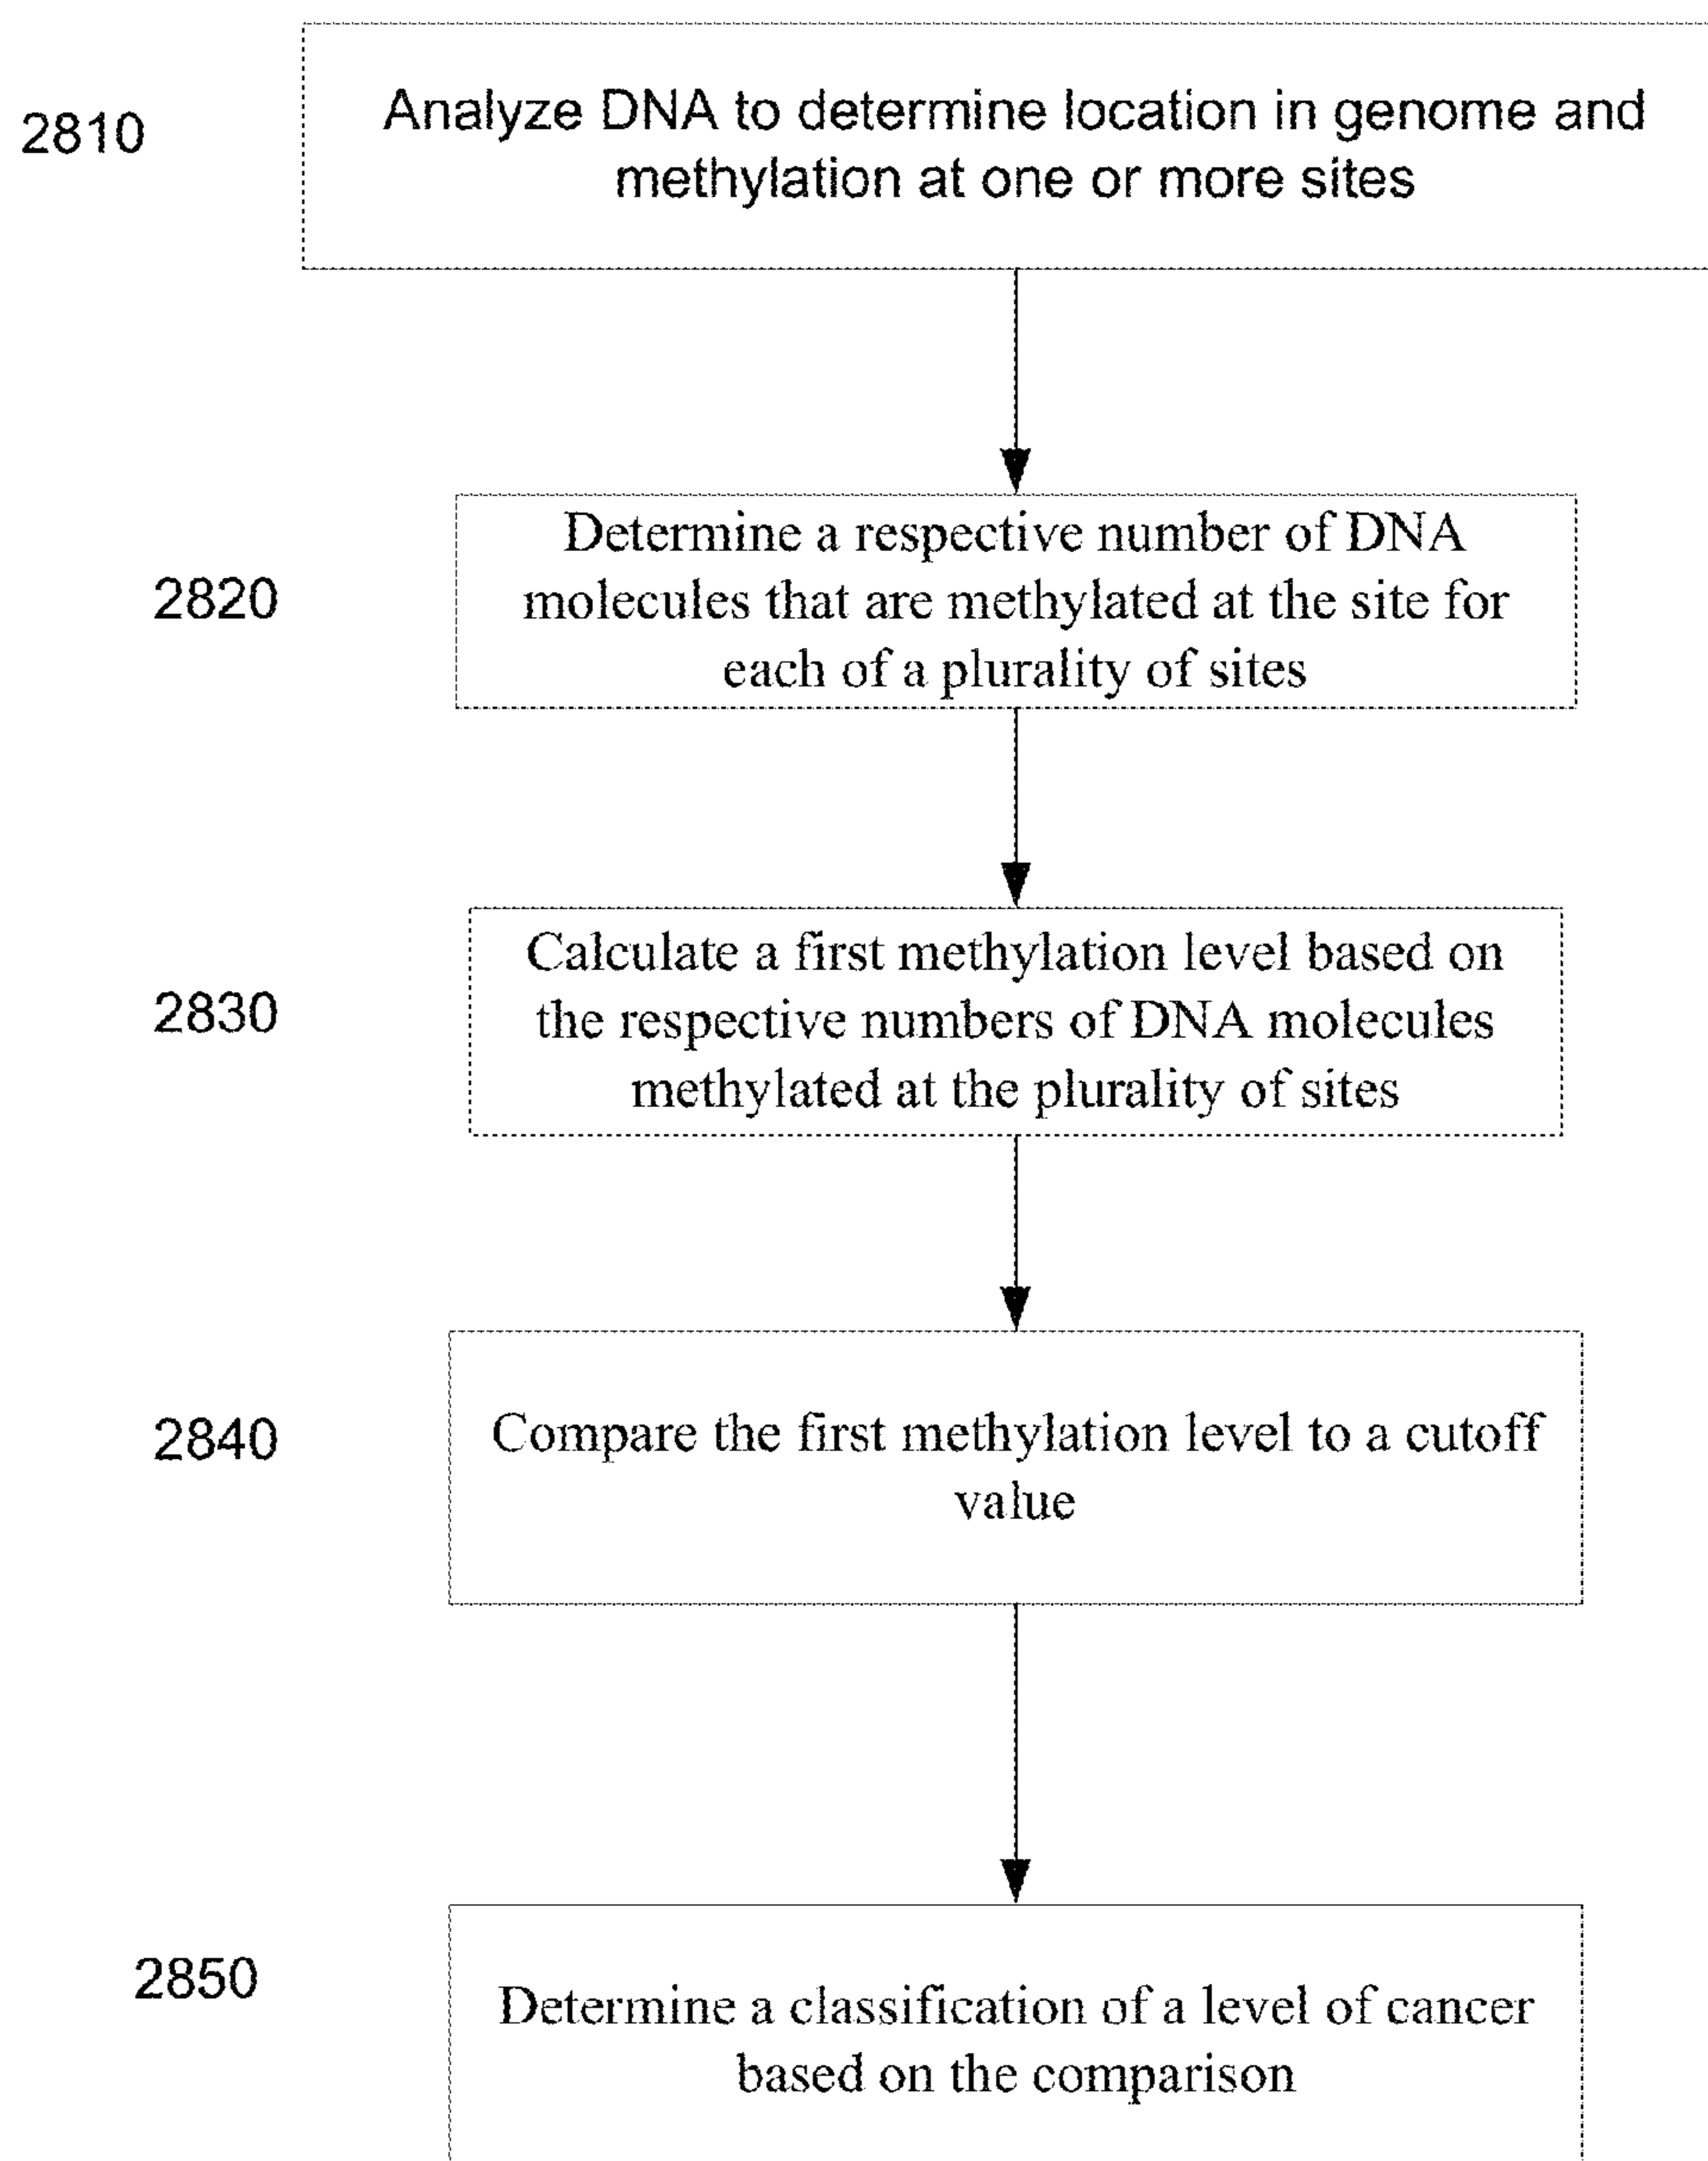 2810
Analyze DNA to determine location in genome and
methylation at one or more sites
2820
Determine a respective number of DNA
molecules that are methylated at the site for
each of a plurality of sites
2830
Calculate a first methylation level based on
the respective numbers of DNA molecules
methylated at the plurality of sites
2840
Compare the first methylation level to a cutoff
value
2850
Determine a classification of a level of cancer
based on the comparison